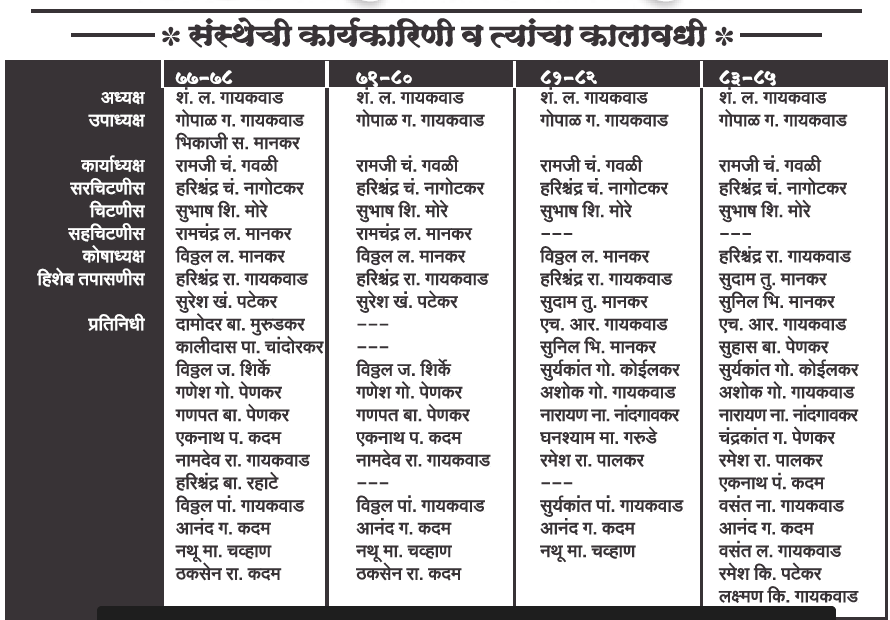 ❇ संस्थेची कार्यकारिणी व त्यांचा कालावधी ❇
७७-७८ ७९-८० ८१-८२ ८३-८५
अध्यक्ष शं. ल. गायकवाड शं. ल. गायकवाड शं. ल. गायकवाड शं. ल. गायकवाड
उपाध्यक्ष गोपाळ ग. गायकवाड गोपाळ ग. गायकवाड गोपाळ ग. गायकवाड गोपाळ ग. गायकवाड
भिकाजी स. मानकर
कार्याध्यक्ष रामजी चं. गवळी रामजी चं. गवळी रामजी चं. गवळी रामजी चं. गवळी
सरचिटणीस हरिश्चंद्र चं. नागोटकर हरिश्चंद्र चं. नागोटकर हरिश्चंद्र चं. नागोटकर हरिश्चंद्र चं. नागोटकर
चिटणीस सुभाष शि. मोरे सुभाष शि. मोरे सुभाष शि. मोरे सुभाष शि. मोरे
सहचिटणीस रामचंद्र ल. मानकर रामचंद्र ल. मानकर --- ---
कोषाध्यक्ष विठ्ठल ल. मानकर विठ्ठल ल. मानकर विठ्ठल ल. मानकर हरिश्चंद्र रा. गायकवाड
हिशेब तपासणीस हरिश्चंद्र रा. गायकवाड हरिश्चंद्र रा. गायकवाड हरिश्चंद्र रा. गायकवाड सुदाम तु. मानकर
सुरेश खं. पटेकर सुरेश खं. पटेकर सुदाम तु. मानकर सुनिल भि. मानकर
प्रतिनिधी दामोदर बा. मुरुडकर --- एच. आर. गायकवाड एच. आर. गायकवाड
कालीदास पा. चांदोरकर --- सुनिल भि. मानकर सुहास बा. पेणकर
विठ्ठल ज. शिर्के विठ्ठल ज. शिर्के सुर्यकांत गो. कोईलकर सुर्यकांत गो. कोईलकर
गणेश गो. पेणकर गणेश गो. पेणकर अशोक गो. गायकवाड अशोक गो. गायकवाड
गणपत बा. पेणकर गणपत बा. पेणकर नारायण ना. नांदगावकर नारायण ना. नांदगावकर
एकनाथ प. कदम एकनाथ प. कदम घनश्याम मा. गरुडे चंद्रकांत ग. पेणकर
नामदेव रा. गायकवाड नामदेव रा. गायकवाड रमेश रा. पालकर रमेश रा. पालकर
हरिश्चंद्र बा. रहाटे --- --- एकनाथ पं. कदम
विठ्ठल पां. गायकवाड विठ्ठल पां. गायकवाड सुर्यकांत पां. गायकवाड वसंत ना. गायकवाड
आनंद ग. कदम आनंद ग. कदम आनंद ग. कदम आनंद ग. कदम
नथू मा. चव्हाण नथू मा. चव्हाण नथू मा. चव्हाण वसंत ल. गायकवाड
ठकसेन रा. कदम ठकसेन रा. कदम रमेश कि. पटेकर
लक्ष्मण कि. गायकवाड